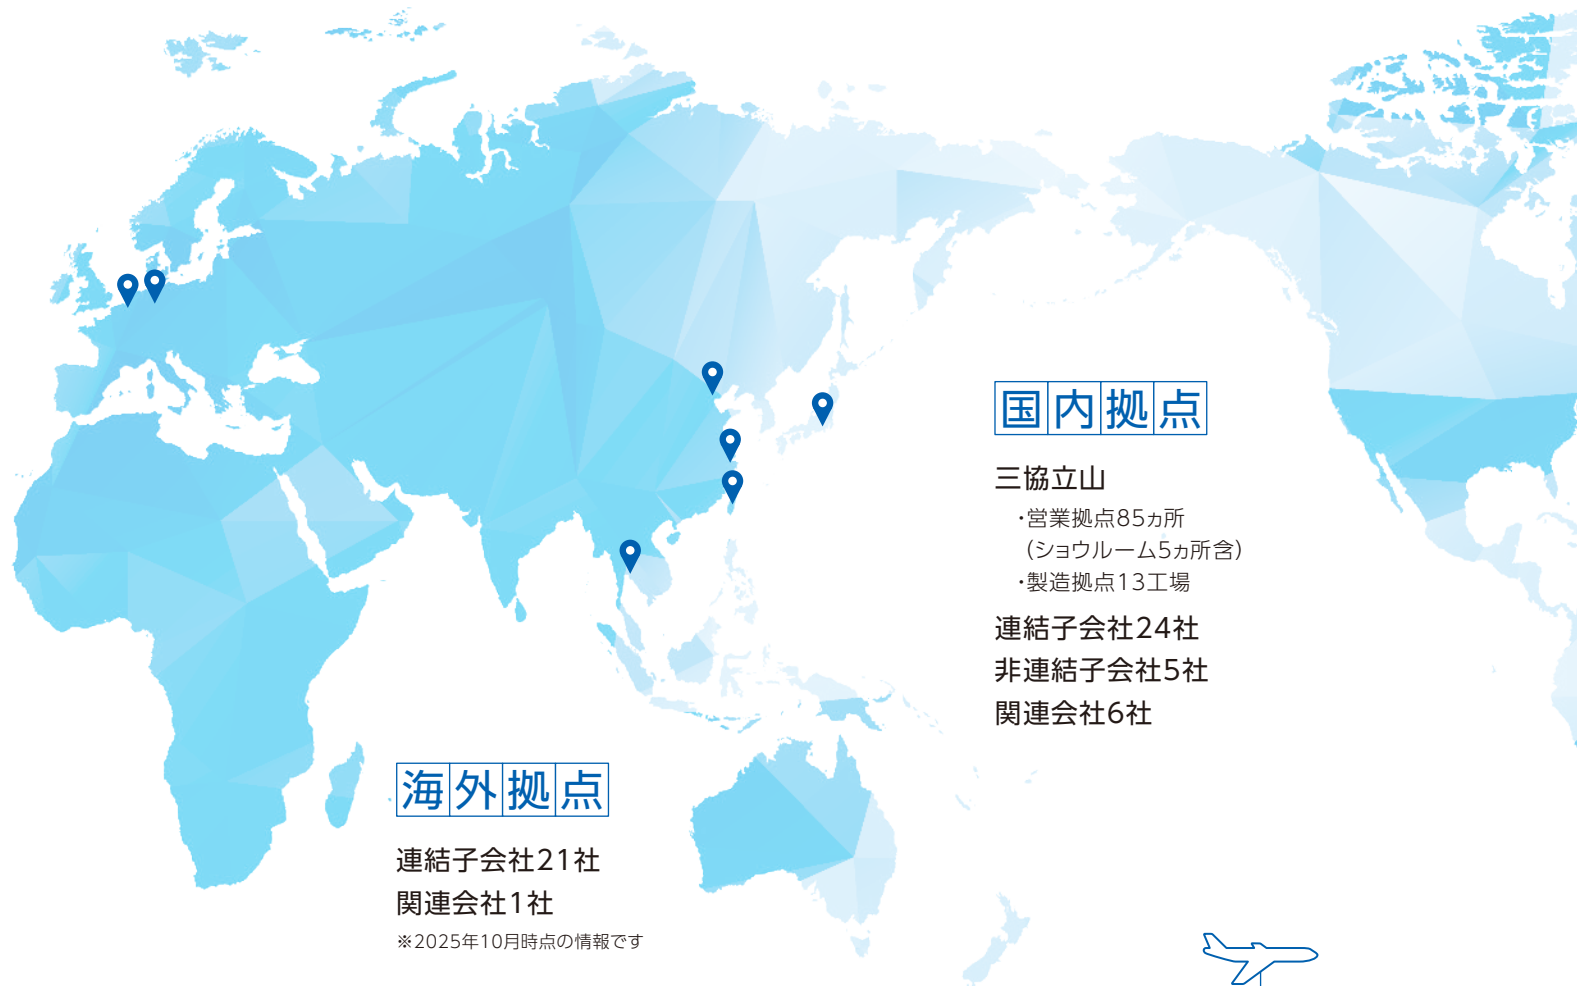 国内拠点
三協立山
・営業拠点85ヵ所
（ショウルーム5ヵ所含）
・製造拠点13工場
連結子会社24社
非連結子会社5社
関連会社6社
海外拠点
連結子会社21社
関連会社1社
※2025年10月時点の情報です